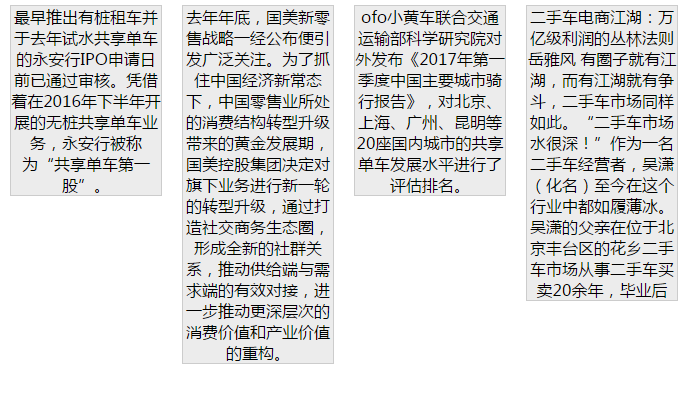 最早推出有桩租车并
于去年试水共享单车
的永安行IPO申请日
前已通过审核。凭借
着在2016年下半年开
展的无桩共享单车业
务，永安行被称
为“共享单车第一
股”。
去年年底，国美新零
售战略一经公布便引
发广泛关注。为了抓
住中国经济新常态
下，中国零售业所处
的消费结构转型升级
带来的黄金发展期，
国美控股集团决定对
旗下业务进行新一轮
的转型升级，通过打
造社交商务生态圈，
形成全新的社群关
系，推动供给端与需
求端的有效对接，进
一步推动更深层次的
消费价值和产业价值
的重构。
ofo小黄车联合交通
运输部科学研究院对
外发布《2017年第一
季度中国主要城市骑
行报告》，对北京、
上海、广州、昆明等
20座国内城市的共享
单车发展水平进行了
评估排名。
二手车电商江湖：万
亿级利润的丛林法则
岳雅风 有圈子就有江
湖，而有江湖就有争
斗，二手车市场同样
如此。“二手车市场
水很深！”作为一名
二手车经营者，吴潇
（化名）至今在这个
行业中都如履薄冰。
吴潇的父亲在位于北
京丰台区的花乡二手
车市场从事二手车买
卖20余年，毕业后